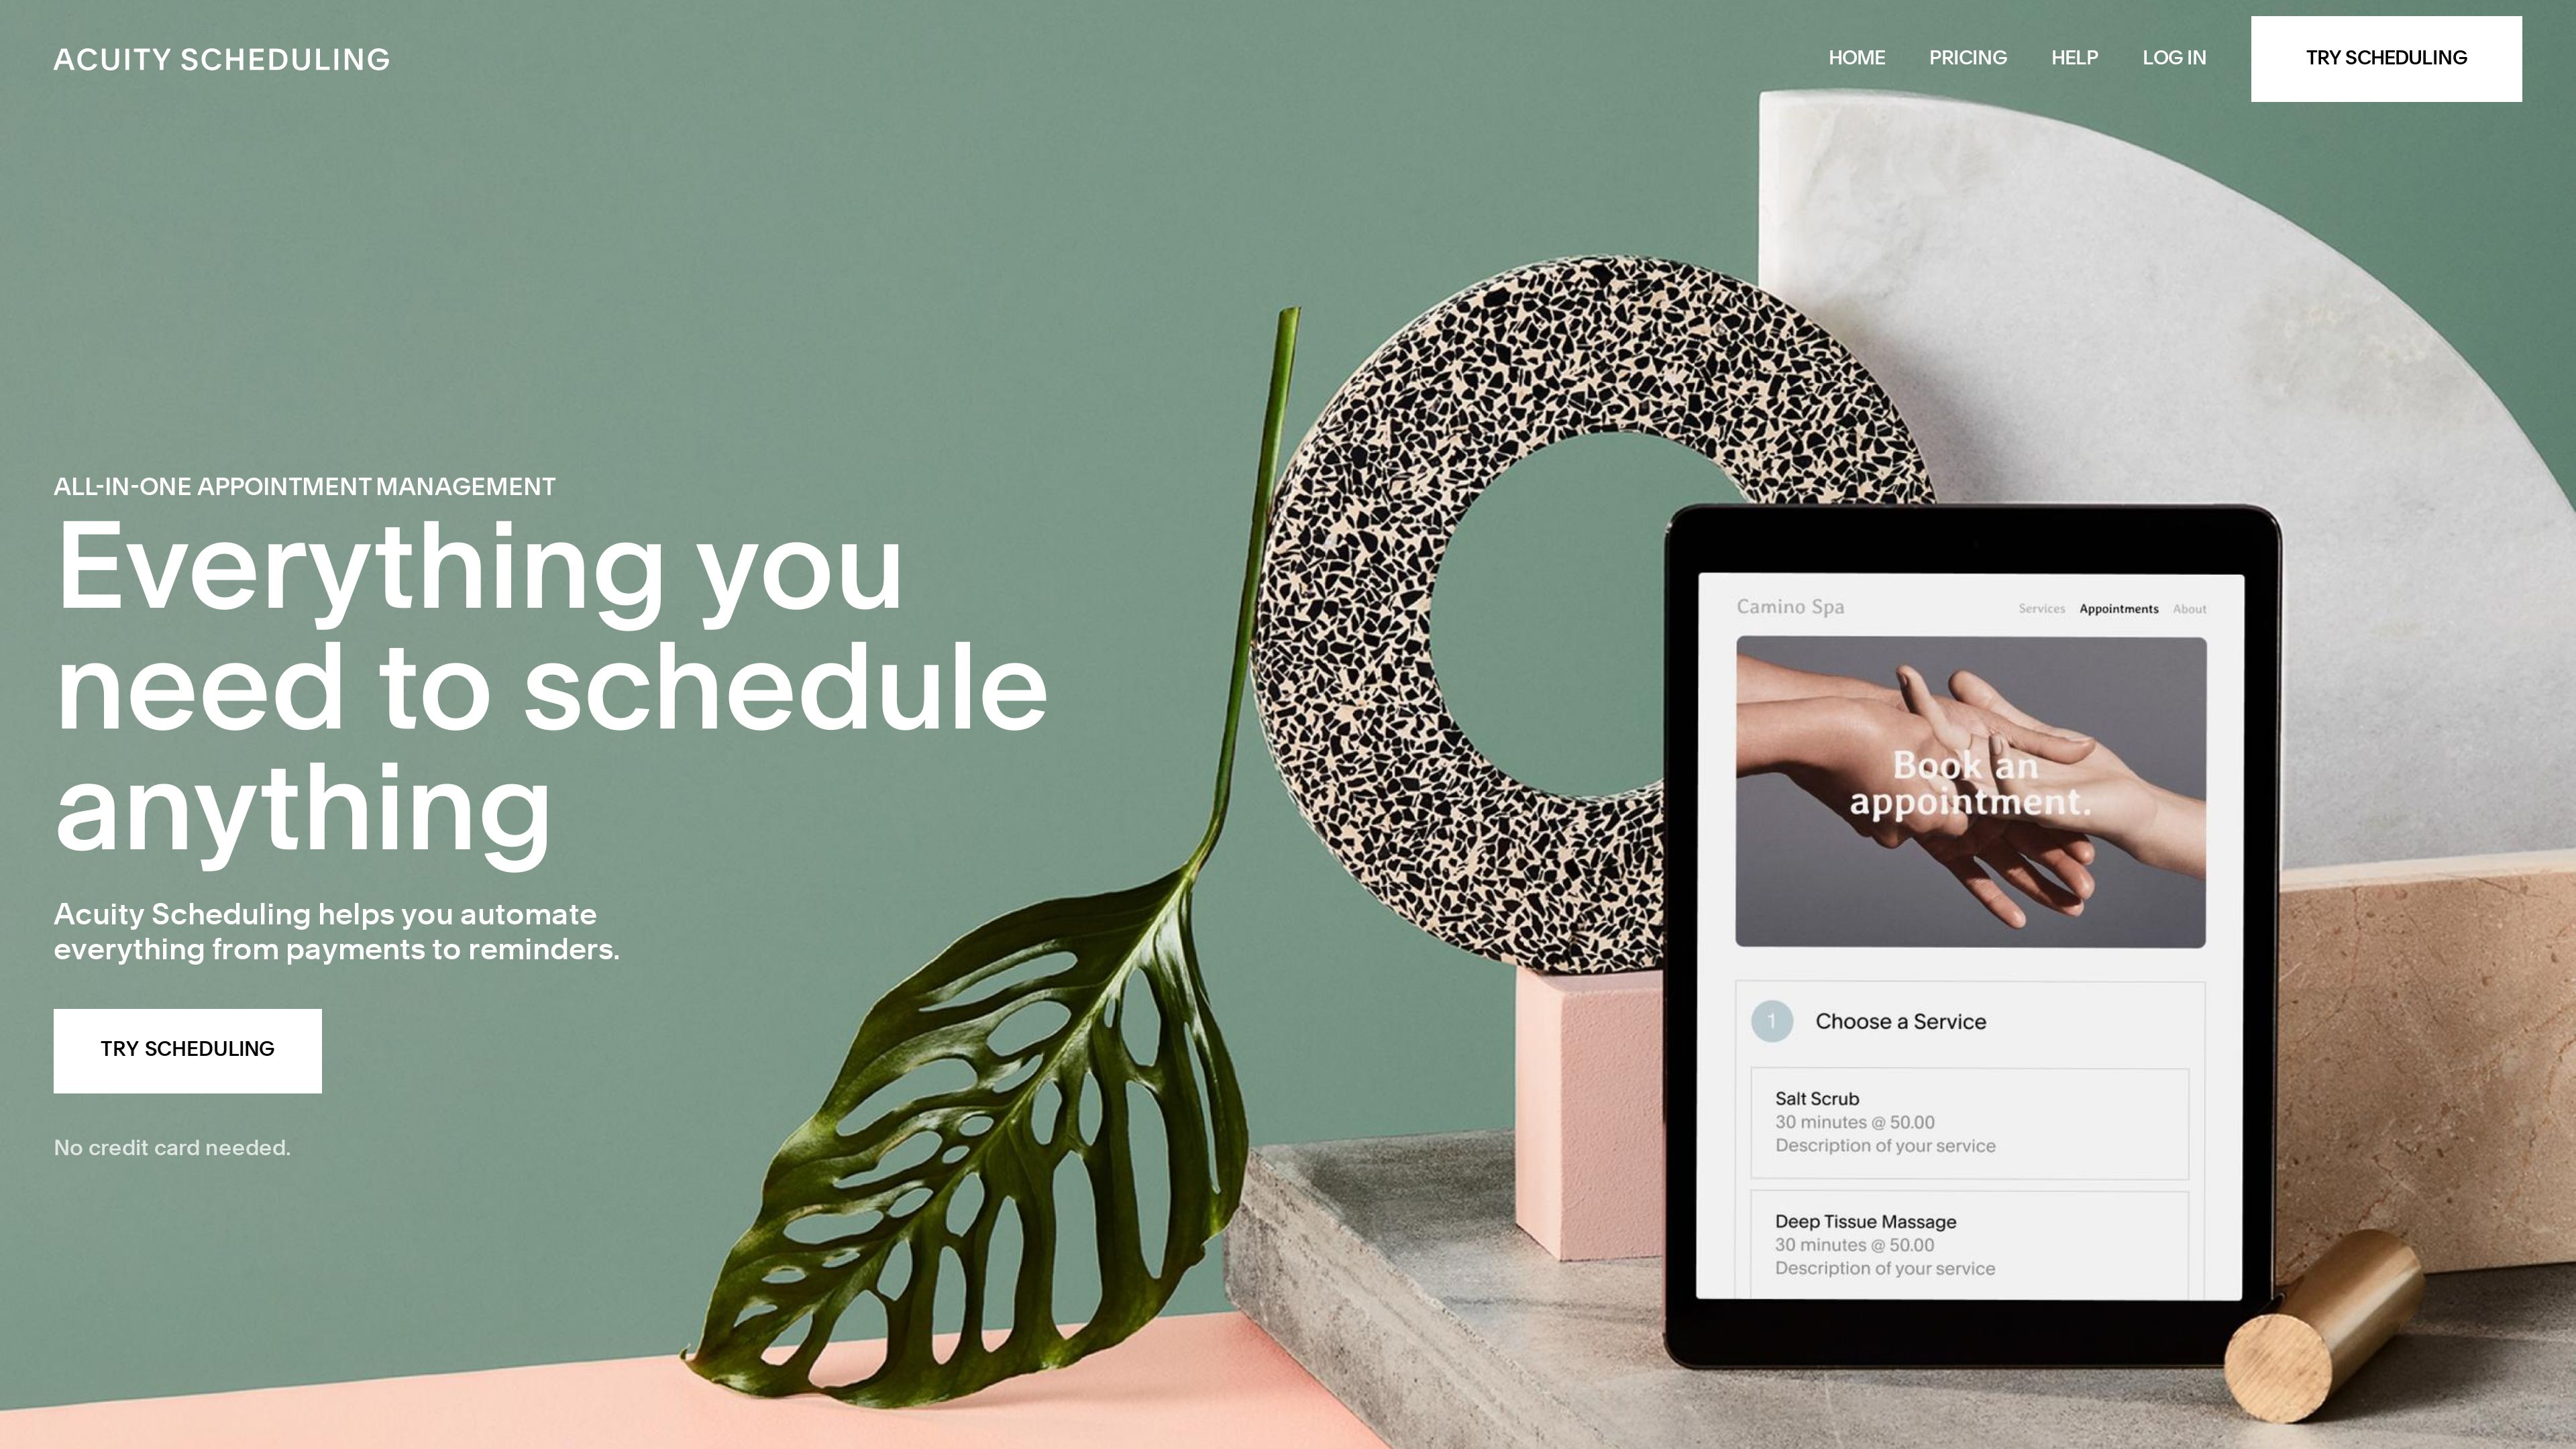 ACUITY SCHEDULING
HOME PRICING HELP LOG IN TRY SCHEDULING
ALL-IN-ONE APPOINTMENT MANAGEMENT
Everything you
need to schedule
anything
Acuity Scheduling helps you automate
everything from payments to reminders.
TRY SCHEDULING
No credit card needed.
Camino Spa
Services Appointments About
Book an
appointment.
1 Choose a Service
Salt Scrub
30 minutes @ 50.00
Description of your service
Deep Tissue Massage
30 minutes @ 50.00
Description of your service